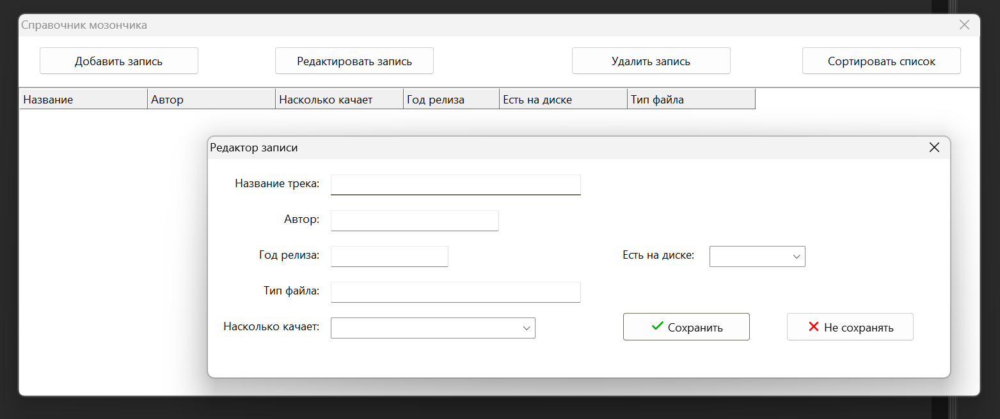 Справочник мозончика
Добавить запись Редактировать запись Удалить запись Сортировать список
Название Автор Насколько качает Год релиза Есть на диске Тип файла
Редактор записи
Название трека:
Автор:
Год релиза: Есть на диске:
Тип файла:
Насколько качает: Сохранить Не сохранять